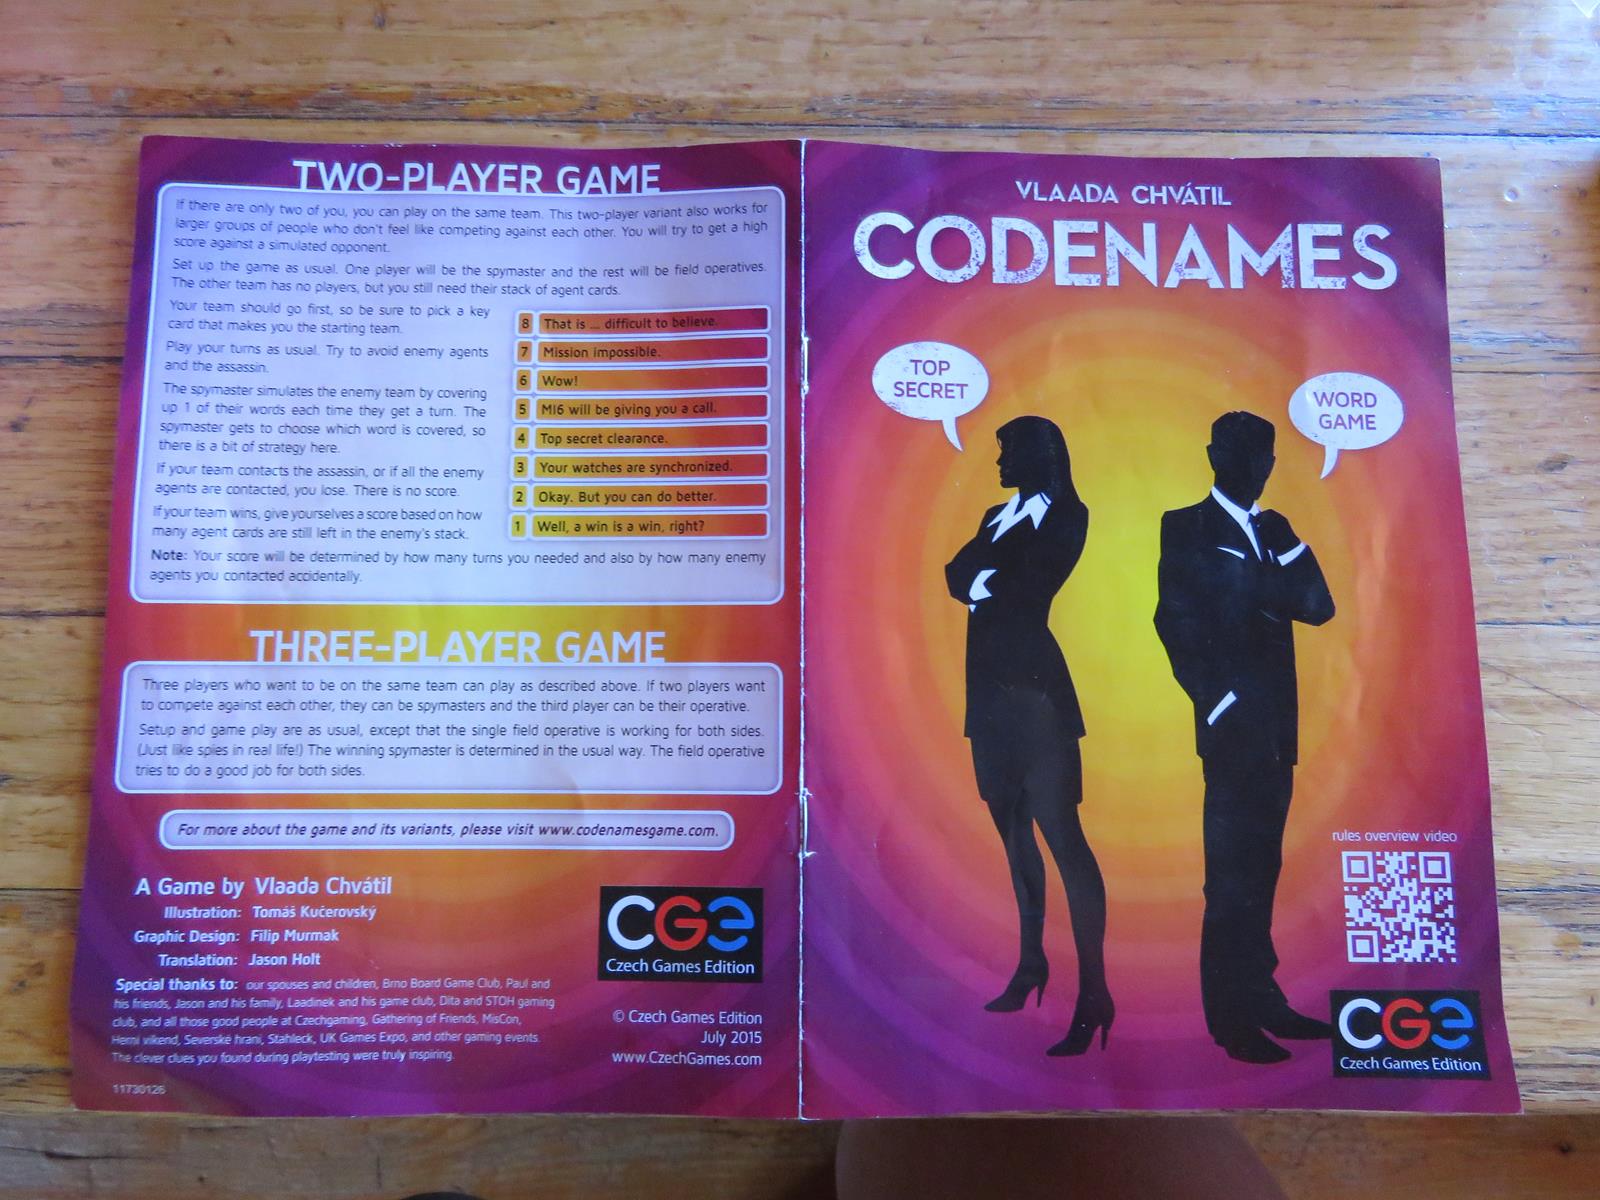 TWO-PLAYER GAME
If there are only two of you, you can play on the same team. This two-player variant also works for
larger groups of people who don't feel like competing against each other. You will try to get a high
score against a simulated opponent.
Set up the game as usual. One player will be the spymaster and the rest will be field operatives.
The other team has no players, but you still need their stack of agent cards.
Your team should go first, so be sure to pick a key
card that makes you the starting team.
Play your turns as usual. Try to avoid enemy agents
and the assassin.
The spymaster simulates the enemy team by covering
up 1 of their words each time they get a turn. The
spymaster gets to choose which word is covered, so
there is a bit of strategy here.
If your team contacts the assassin, or if all the enemy
agents are contacted, you lose. There is no score.
If your team wins, give yourselves a score based on how
many agent cards are still left in the enemy's stack.
8 That is ... difficult to believe.
7 Mission impossible.
6 Wow!
5 MI6 will be giving you a call.
4 Top secret clearance.
3 Your watches are synchronized.
2 Okay. But you can do better.
1 Well, a win is a win, right?
Note: Your score will be determined by how many turns you needed and also by how many enemy
agents you contacted accidentally.
THREE-PLAYER GAME
Three players who want to be on the same team can play as described above. If two players want
to compete against each other, they can be spymasters and the third player can be their operative.
Setup and game play are as usual, except that the single field operative is working for both sides.
(Just like spies in real life!) The winning spymaster is determined in the usual way. The field operative
tries to do a good job for both sides.
For more about the game and its variants, please visit www.codenamesgame.com.
A Game by Vlaada Chvátil
Illustration: Tomáš Kučerovský
Graphic Design: Filip Murmak
Translation: Jason Holt
Special thanks to: our spouses and children, Brno Board Game Club, Paul and
his friends, Jason and his family, Laadinek and his game club, Dita and STOH gaming
club, and all those good people at Czechgaming, Gathering of Friends, MisCon,
Herní víkend, Severské hraní, Stahleck, UK Games Expo, and other gaming events.
The clever clues you found during playtesting were truly inspiring.
11730126
CGE
Czech Games Edition
© Czech Games Edition
July 2015
www.CzechGames.com
VLAADA CHVÁTIL
CODENAMES
TOP
SECRET
WORD
GAME
rules overview video
CGE
Czech Games Edition